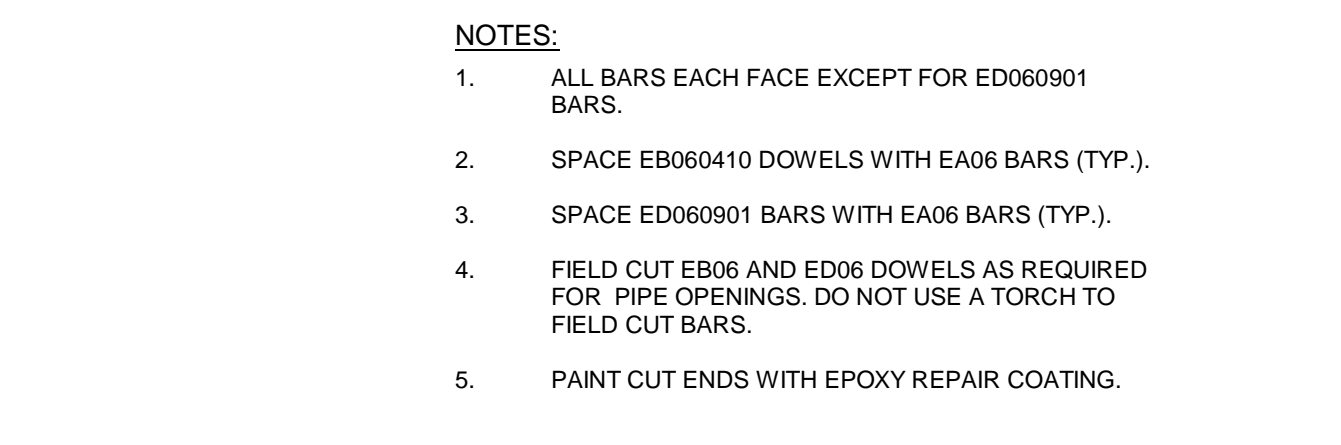 NOTES:
1. ALL BARS EACH FACE EXCEPT FOR ED060901
BARS.
2. SPACE EB060410 DOWELS WITH EA06 BARS (TYP.).
3. SPACE ED060901 BARS WITH EA06 BARS (TYP.).
4. FIELD CUT EB06 AND ED06 DOWELS AS REQUIRED
FOR PIPE OPENINGS. DO NOT USE A TORCH TO
FIELD CUT BARS.
5. PAINT CUT ENDS WITH EPOXY REPAIR COATING.